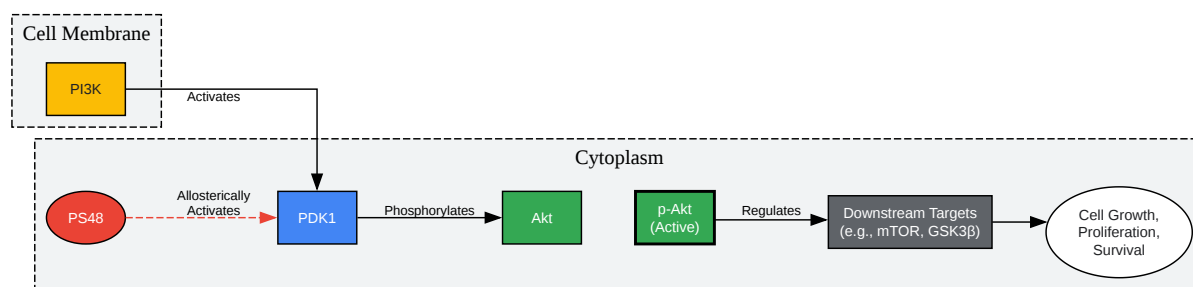 Cell Membrane
PI3K
Activates
Cytoplasm
PS48
Allosterically
Activates
PDK1
Phosphorylates
Akt
p-Akt
(Active)
Regulates
Downstream Targets
(e.g., mTOR, GSK3β)
Cell Growth,
Proliferation,
Survival